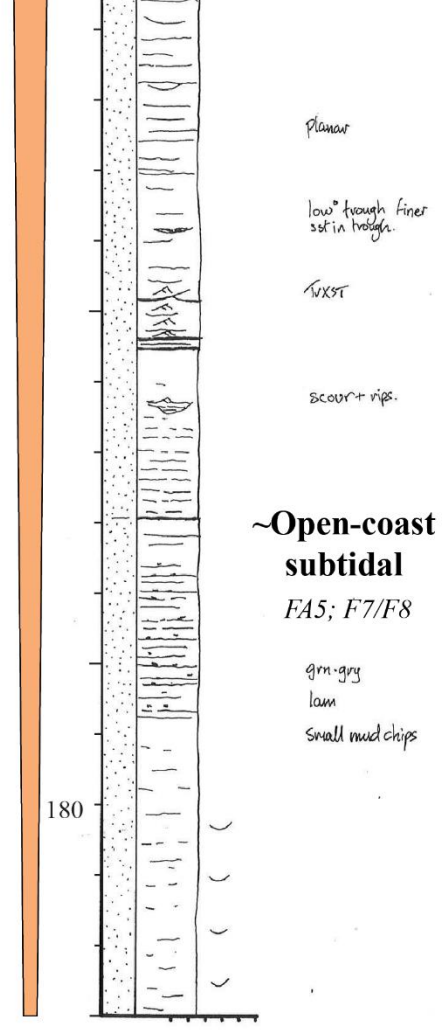 planar
low° trough finer
sst in trough.
TVXST
scour + rips.
~Open-coast
subtidal
FA5; F7/F8
grn-gry
lam
small mud chips
180